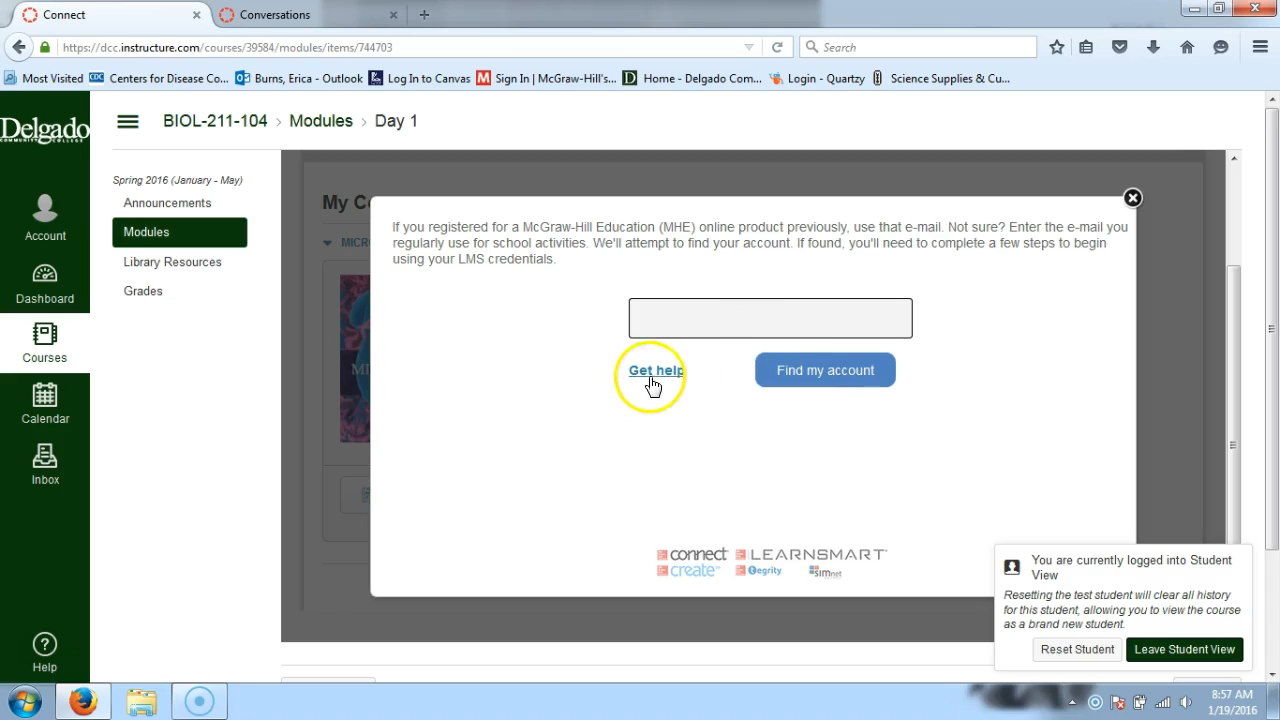 Connect
Conversations
https://dcc.instructure.com/courses/39584/modules/items/744703
Search
Most Visited
Centers for Disease Co...
Burns, Erica - Outlook
Log In to Canvas
Sign In | McGraw-Hill's...
Home - Delgado Com...
Login - Quartzy
Science Supplies & Cu...
Delgado
COMMUNITY COLLEGE
BIOL-211-104 > Modules > Day 1
Account
Dashboard
Courses
Calendar
Inbox
Help
Spring 2016 (January - May)
Announcements
Modules
Library Resources
Grades
My Co
MICR
MI
If you registered for a McGraw-Hill Education (MHE) online product previously, use that e-mail. Not sure? Enter the e-mail you
regularly use for school activities. We'll attempt to find your account. If found, you'll need to complete a few steps to begin
using your LMS credentials.
Get help
Find my account
connect LEARNSMART
create tegrity simnet
You are currently logged into Student
View
Resetting the test student will clear all history
for this student, allowing you to view the course
as a brand new student.
Reset Student
Leave Student View
8:57 AM
1/19/2016